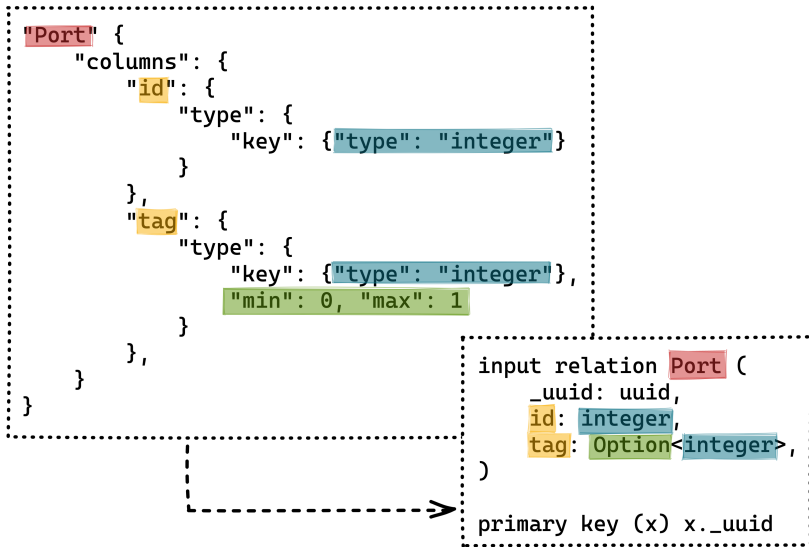 "Port" {
    "columns": {
        "id": {
            "type": {
                "key": {"type": "integer"}
            }
        },
        "tag": {
            "type": {
                "key": {"type": "integer"},
                "min": 0, "max": 1
            }
        },
    }
}
input relation Port (
    _uuid: uuid,
    id: integer,
    tag: Option<integer>,
)
primary key (x) x._uuid